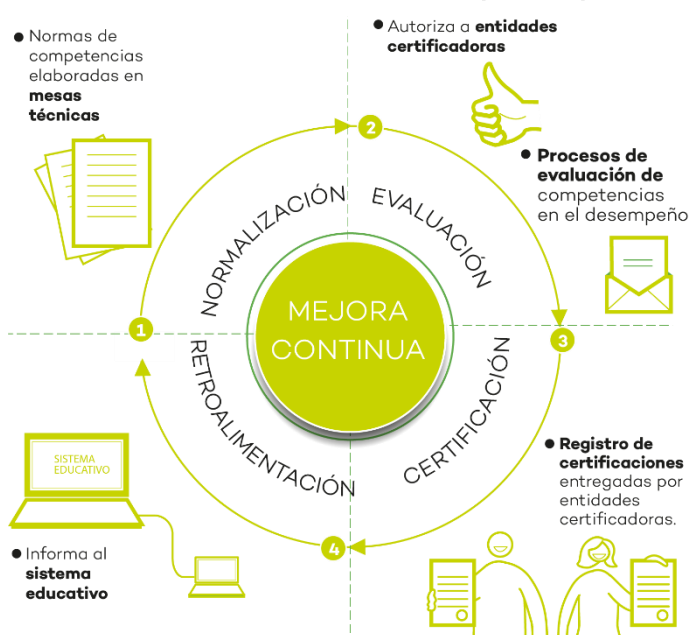 ● Normas de
competencias
elaboradas en
mesas
técnicas
● Autoriza a entidades
certificadoras
● Procesos de
evaluación de
competencias
en el desempeño
2
NORMALIZACIÓN
EVALUACIÓN
MEJORA
CONTINUA
1
3
RETROALIMENTACIÓN
CERTIFICACIÓN
4
SISTEMA
EDUCATIVO
● Informa al
sistema
educativo
● Registro de
certificaciones
entregadas por
entidades
certificadoras.